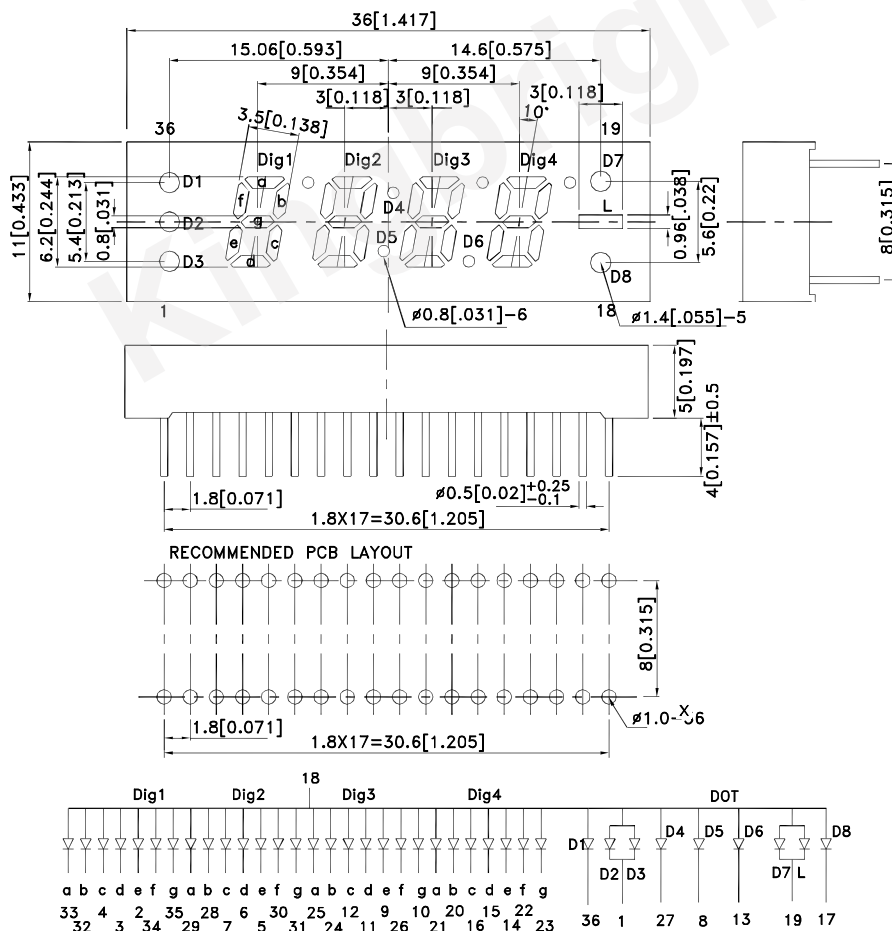 36[1.417]
15.06[0.593]
14.6[0.575]
9[0.354]
9[0.354]
3[0.118]
3[0.118]
3[0.118]
3.5[0.138]
10°
36
19
Dig1
Dig2
Dig3
Dig4
D7
D1
a
f
b
D4
L
D2
g
D5
D6
e
c
D3
d
D8
11[0.433]
6.2[0.244]
5.4[0.213]
0.8[.031]
0.96[.038]
5.6[0.22]
8[0.315]
1
ø0.8[.031]-6
18
ø1.4[.055]-5
Kingbright
5[0.197]
4[0.157]±0.5
1.8[0.071]
ø0.5[0.02]+0.25 -0.1
1.8X17=30.6[1.205]
RECOMMENDED PCB LAYOUT
8[0.315]
1.8[0.071]
1.8X17=30.6[1.205]
18
Dig1
Dig2
Dig3
Dig4
DOT
D1
D4
D5
D6
D8
D2
D3
D7
L
a b c d e f g a b c d e f g a b c d e f g a b c d e f g
33 4 2 35 28 6 30 25 12 9 10 20 15 22
32 3 34 29 7 5 31 24 11 26 21 16 14 23
36 1 27 8 13 19 17